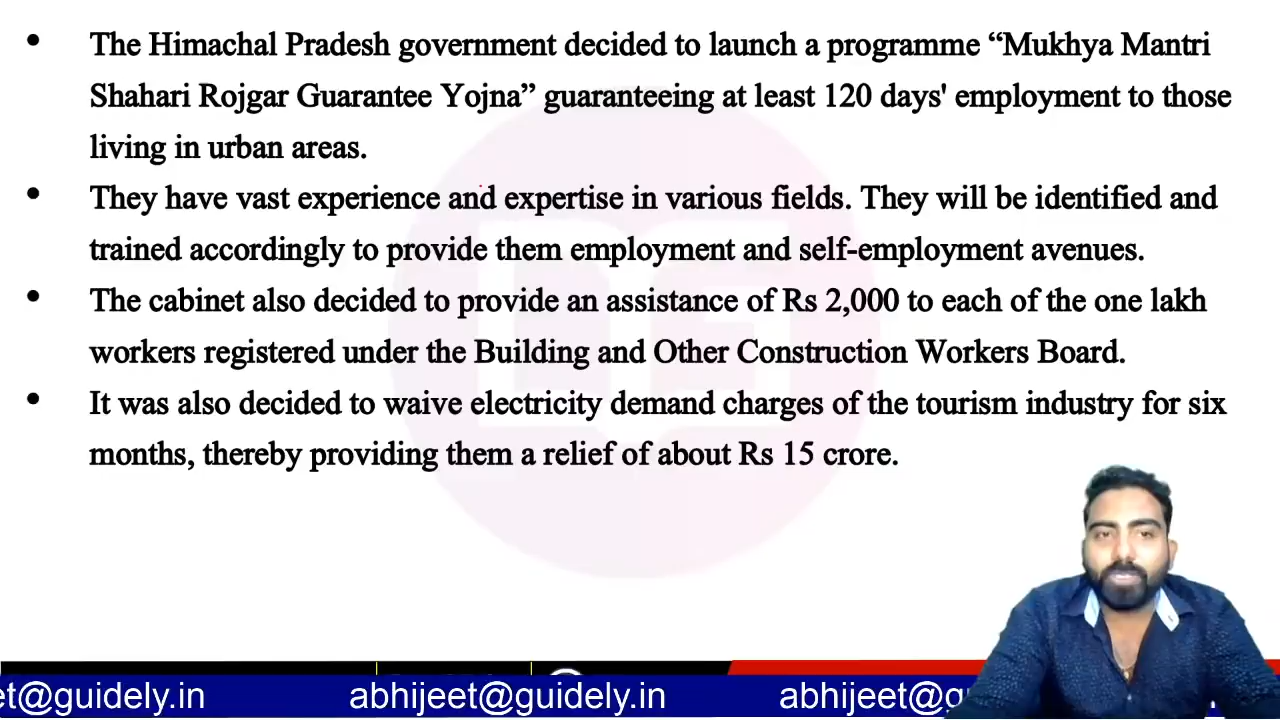 • The Himachal Pradesh government decided to launch a programme “Mukhya Mantri
Shahari Rojgar Guarantee Yojna” guaranteeing at least 120 days' employment to those
living in urban areas.
• They have vast experience and expertise in various fields. They will be identified and
trained accordingly to provide them employment and self-employment avenues.
• The cabinet also decided to provide an assistance of Rs 2,000 to each of the one lakh
workers registered under the Building and Other Construction Workers Board.
• It was also decided to waive electricity demand charges of the tourism industry for six
months, thereby providing them a relief of about Rs 15 crore.
et@guidely.in abhijeet@guidely.in abhijeet@g